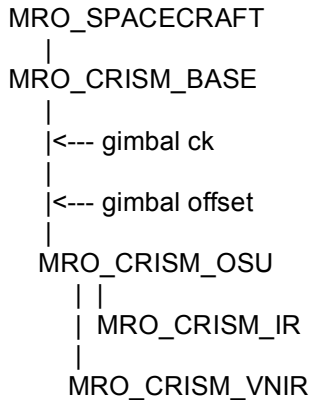 MRO_SPACECRAFT
|
MRO_CRISM_BASE
|
|<--- gimbal ck
|
|<--- gimbal offset
|
MRO_CRISM_OSU
| |
| MRO_CRISM_IR
|
MRO_CRISM_VNIR